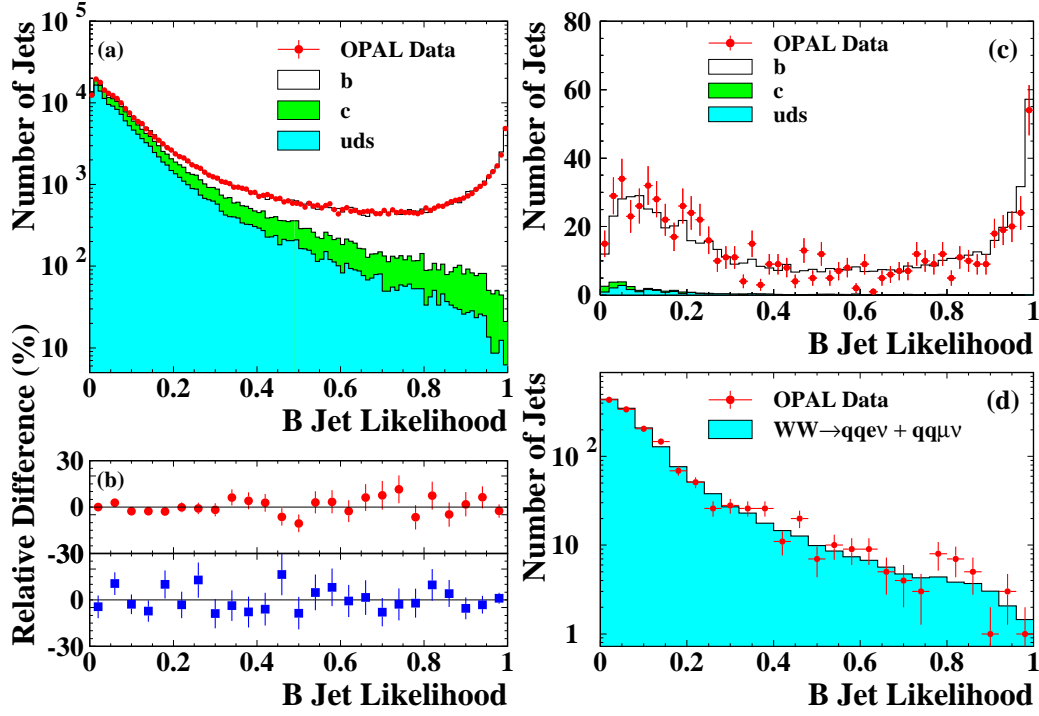 (a)
Number of Jets
10^5
10^4
10^3
10^2
10
OPAL Data
b
c
uds
0 0.2 0.4 0.6 0.8 1
B Jet Likelihood
(b)
Relative Difference (%)
30
0
-30
30
0
-30
0 0.2 0.4 0.6 0.8 1
B Jet Likelihood
(c)
Number of Jets
80
60
40
20
0
OPAL Data
b
c
uds
0 0.2 0.4 0.6 0.8 1
B Jet Likelihood
(d)
Number of Jets
10^2
10
1
OPAL Data
WW→qqeν + qqμν
0 0.2 0.4 0.6 0.8 1
B Jet Likelihood